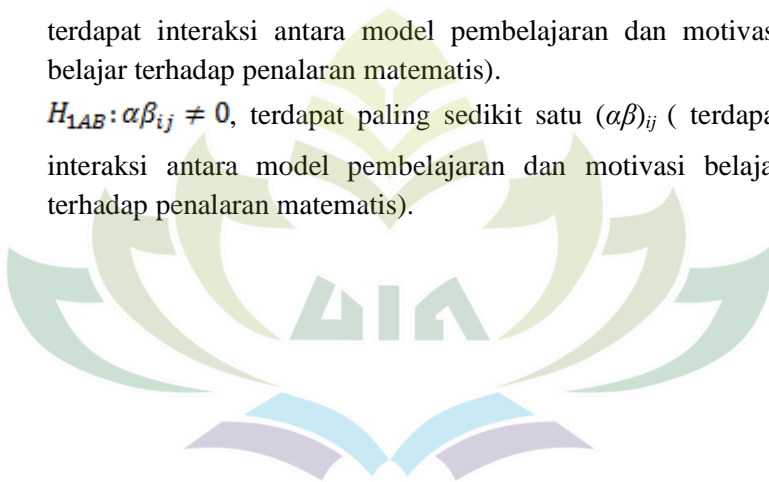 terdapat interaksi antara model pembelajaran dan motivas
belajar terhadap penalaran matematis).
H₁AB: αβᵢⱼ ≠ 0, terdapat paling sedikit satu (αβ)ᵢⱼ ( terdapa
interaksi antara model pembelajaran dan motivasi belaja
terhadap penalaran matematis).
UIN